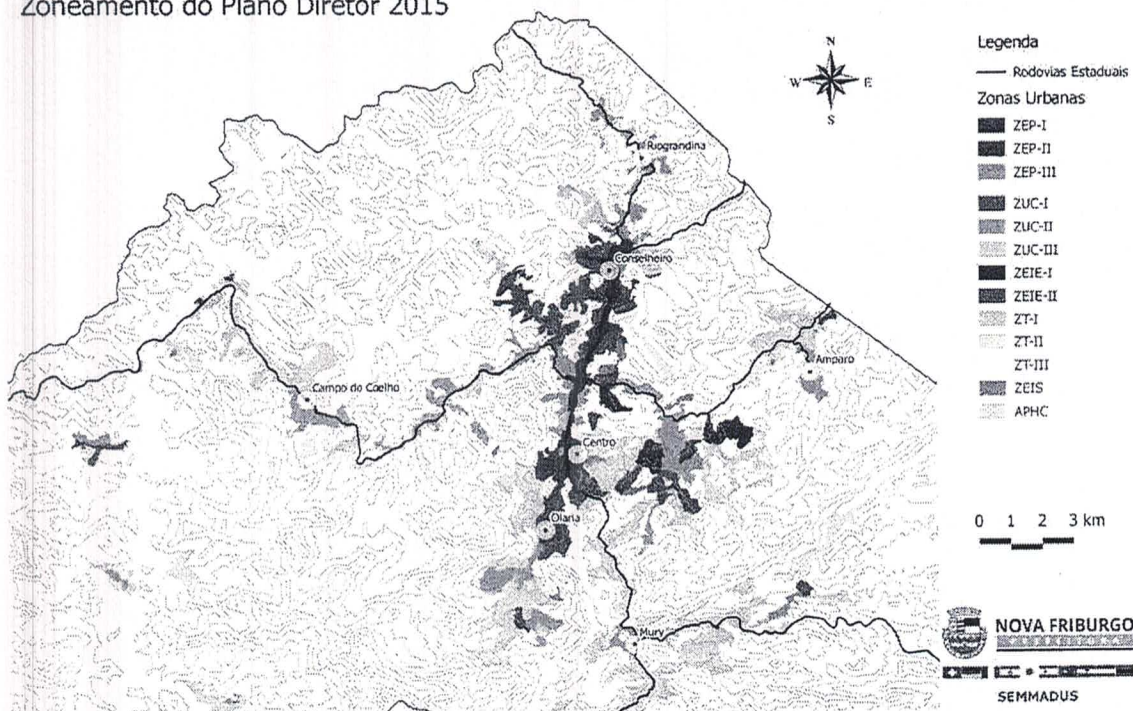 Zoneamento do Plano Diretor 2015
N
W E
S
Legenda
Rodovias Estaduais
Zonas Urbanas
ZEP-I
ZEP-II
ZEP-III
ZUC-I
ZUC-II
ZUC-III
ZEIE-I
ZEIE-II
ZT-I
ZT-II
ZT-III
ZEIS
APHC
Riograndina
Conselheiro
Amparo
Campo do Coelho
Centro
Olaria
Mury
0 1 2 3 km
NOVA FRIBURGO
SEMMADUS